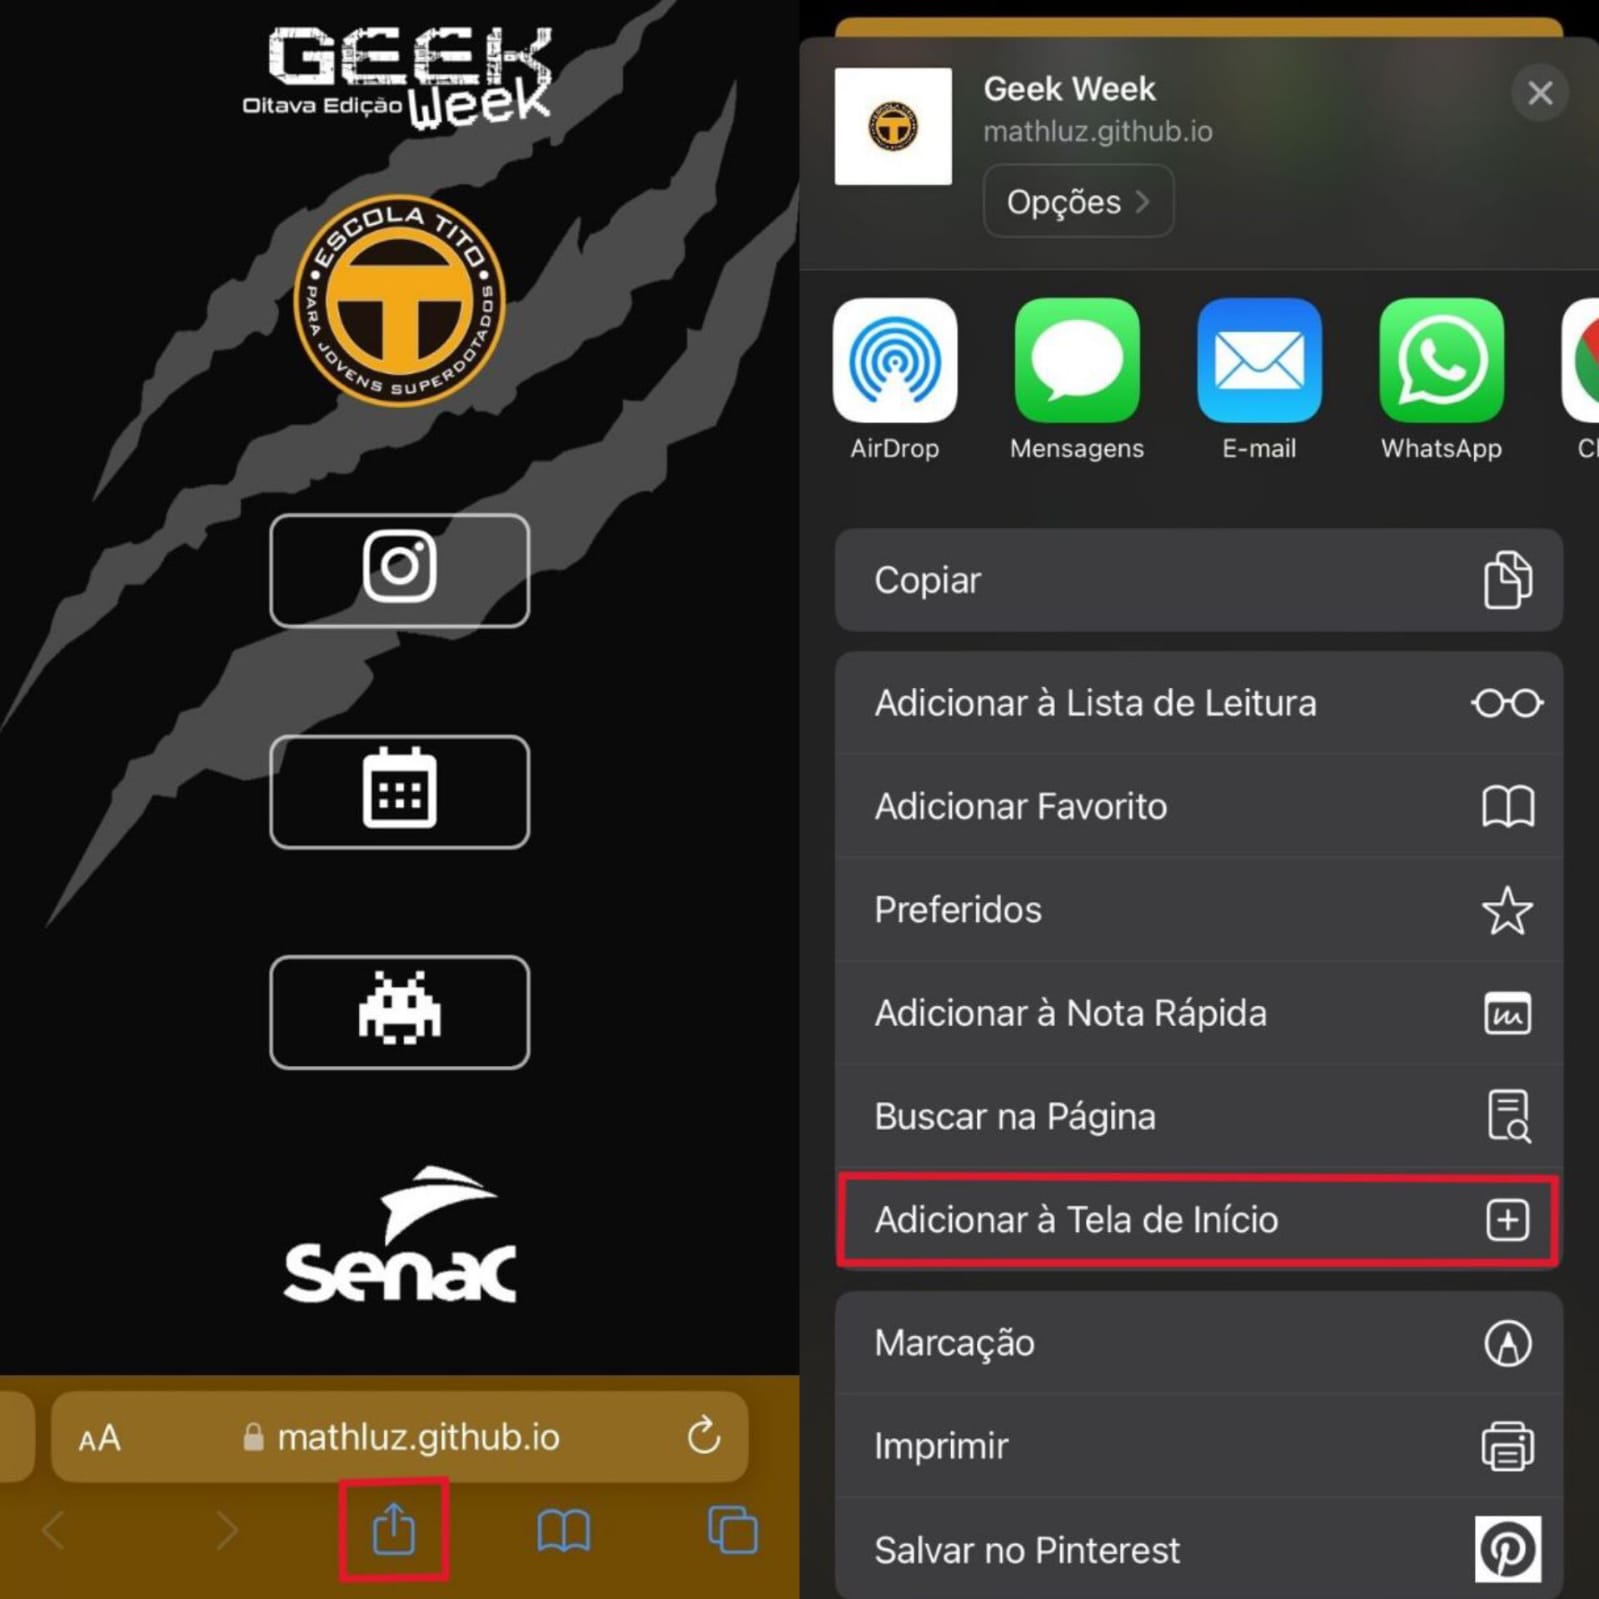 GEEK
Oitava Edição Week
ESCOLA TITO
PARA JOVENS SUPERDOTADOS
Senac
AA mathluz.github.io
Geek Week
mathluz.github.io
Opções
AirDrop Mensagens E-mail WhatsApp
Copiar
Adicionar à Lista de Leitura
Adicionar Favorito
Preferidos
Adicionar à Nota Rápida
Buscar na Página
Adicionar à Tela de Início
Marcação
Imprimir
Salvar no Pinterest